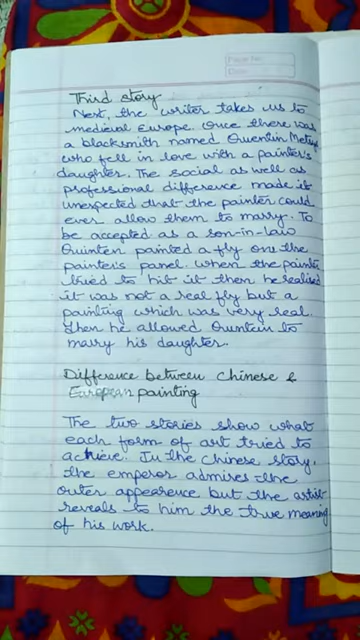 Page No.
Date
Third story
Next, the writer takes us to
medieval Europe. Once there was
a blacksmith named Quentin Metsys
who fell in love with a painter's
daughter. The social as well as
professional difference made it
unexpected that the painter could
ever allow them to marry. To
be accepted as a son-in-law
Quinten painted a fly on the
painter's panel. When the painter
tried to hit it then he realised
it was not a real fly but a
painting which was very real.
Then he allowed Quintein to
marry his daughter.
Difference between Chinese &
European painting
The two stories show what
each form of art tried to
achieve. In the Chinese story,
the emperor admires the
outer appearence but the artist
reveals to him the true meaning
of his work.